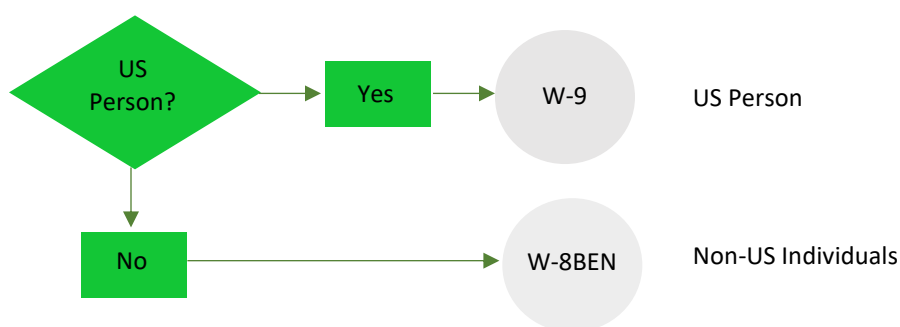 US
Person?
Yes
W-9
US Person
No
W-8BEN
Non-US Individuals